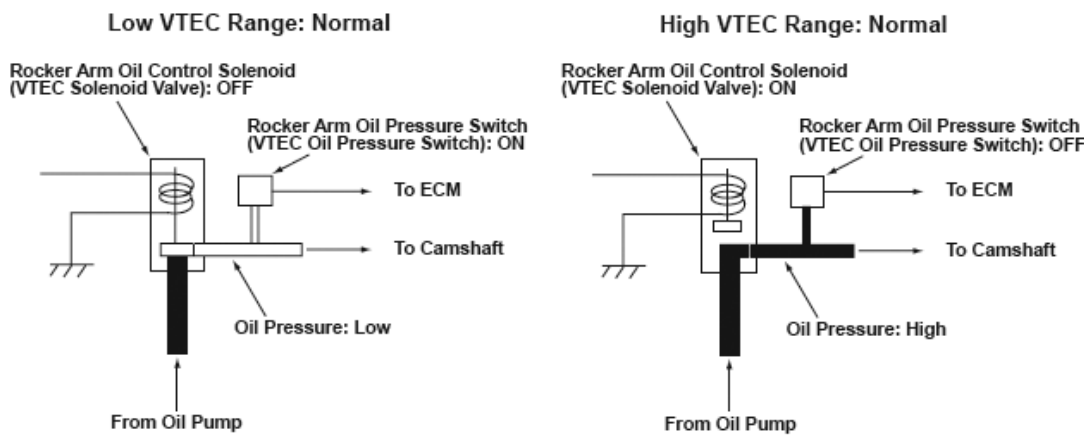 Low VTEC Range: Normal
Rocker Arm Oil Control Solenoid
(VTEC Solenoid Valve): OFF
Rocker Arm Oil Pressure Switch
(VTEC Oil Pressure Switch): ON
To ECM
To Camshaft
Oil Pressure: Low
From Oil Pump
High VTEC Range: Normal
Rocker Arm Oil Control Solenoid
(VTEC Solenoid Valve): ON
Rocker Arm Oil Pressure Switch
(VTEC Oil Pressure Switch): OFF
To ECM
To Camshaft
Oil Pressure: High
From Oil Pump